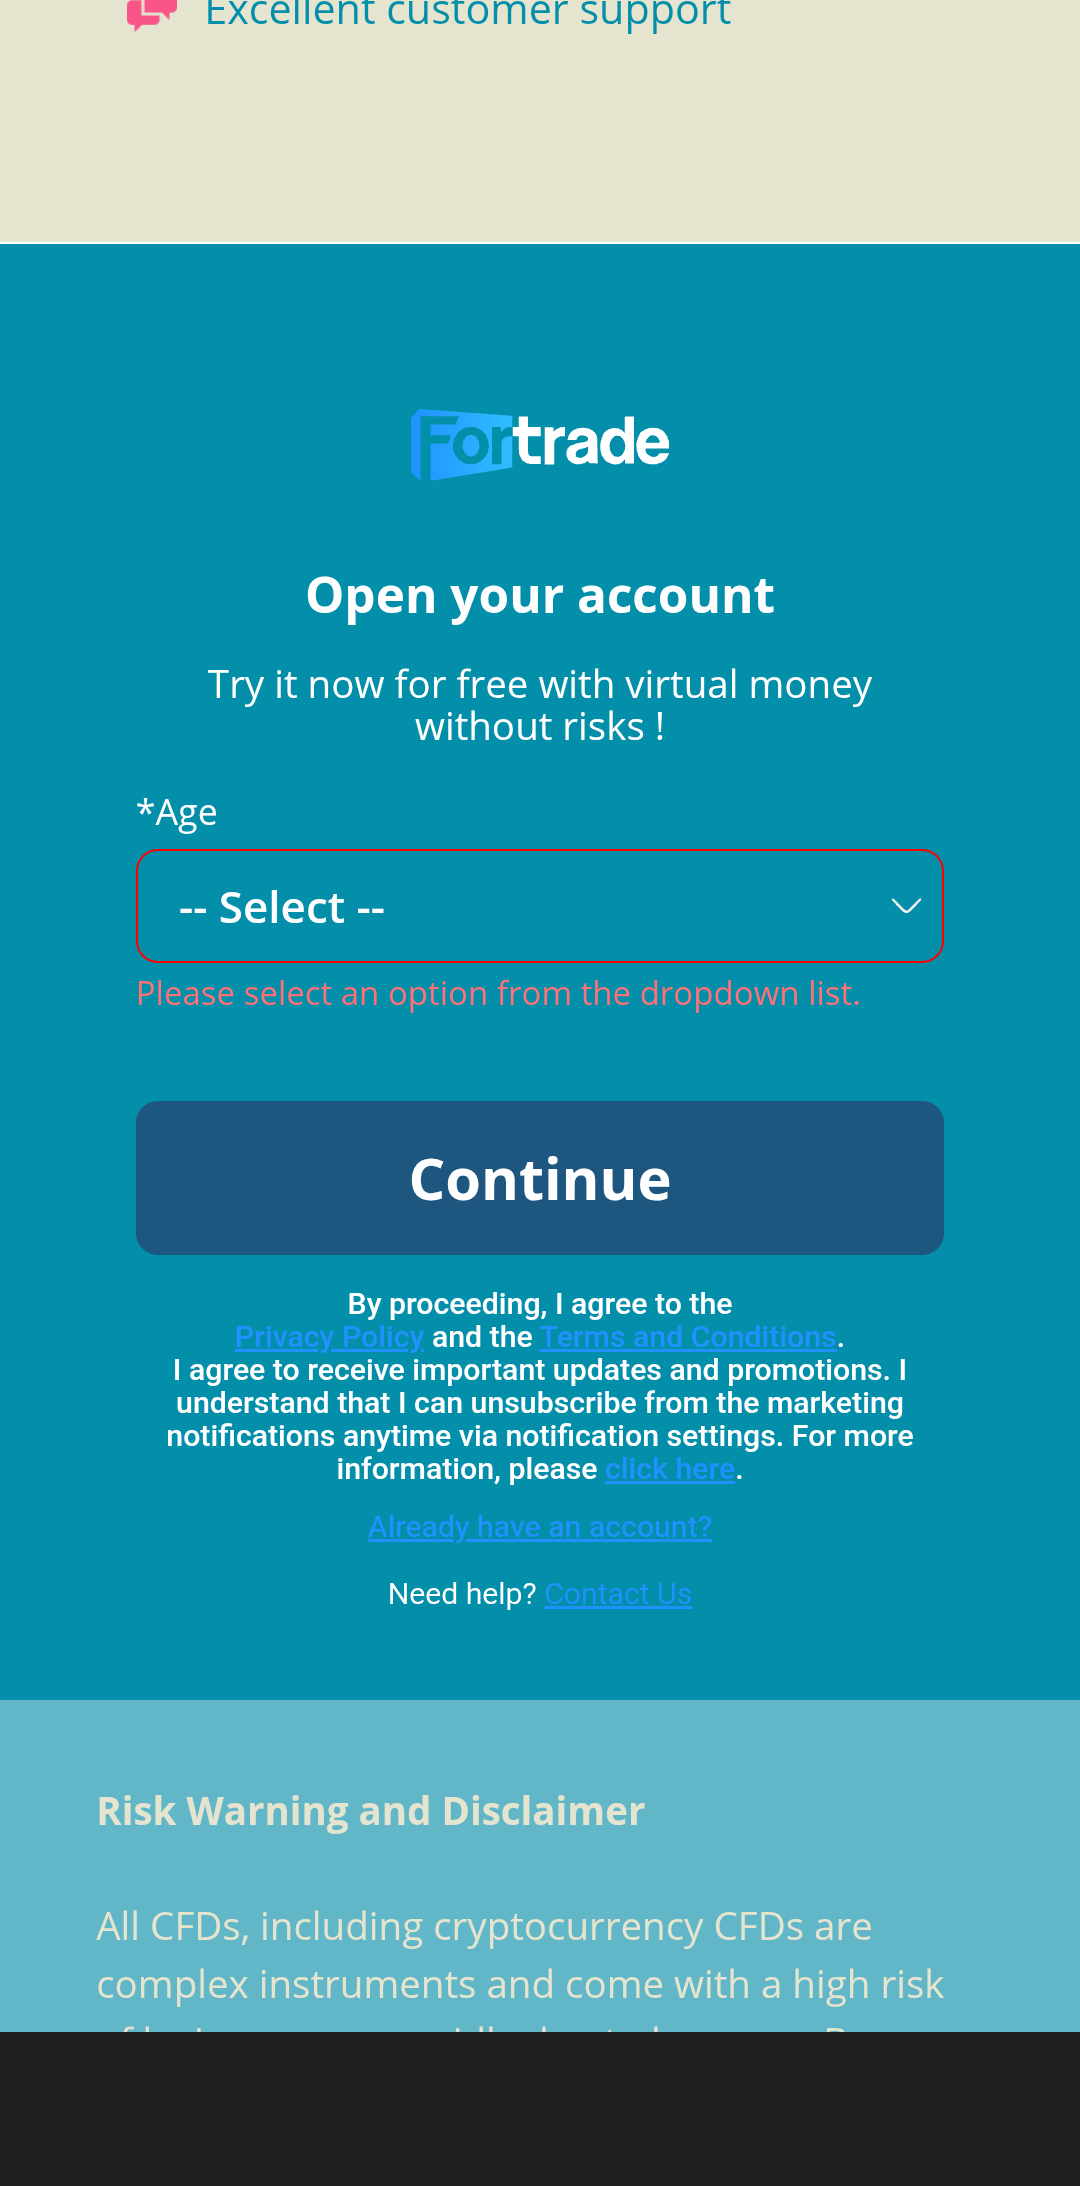 Excellent customer support
Fortrade
Open your account
Try it now for free with virtual money
without risks !
*Age
-- Select --
Please select an option from the dropdown list.
Continue
By proceeding, I agree to the
Privacy Policy and the Terms and Conditions.
I agree to receive important updates and promotions. I
understand that I can unsubscribe from the marketing
notifications anytime via notification settings. For more
information, please click here.
Already have an account?
Need help? Contact Us
Risk Warning and Disclaimer
All CFDs, including cryptocurrency CFDs are
complex instruments and come with a high risk